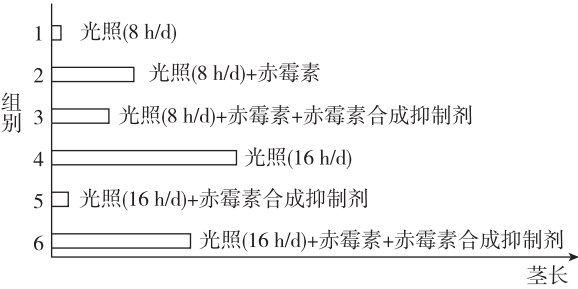 1 光照(8 h/d)
2 光照(8 h/d)+赤霉素
组别
3 光照(8 h/d)+赤霉素+赤霉素合成抑制剂
4 光照(16 h/d)
5 光照(16 h/d)+赤霉素合成抑制剂
6 光照(16 h/d)+赤霉素+赤霉素合成抑制剂
茎长